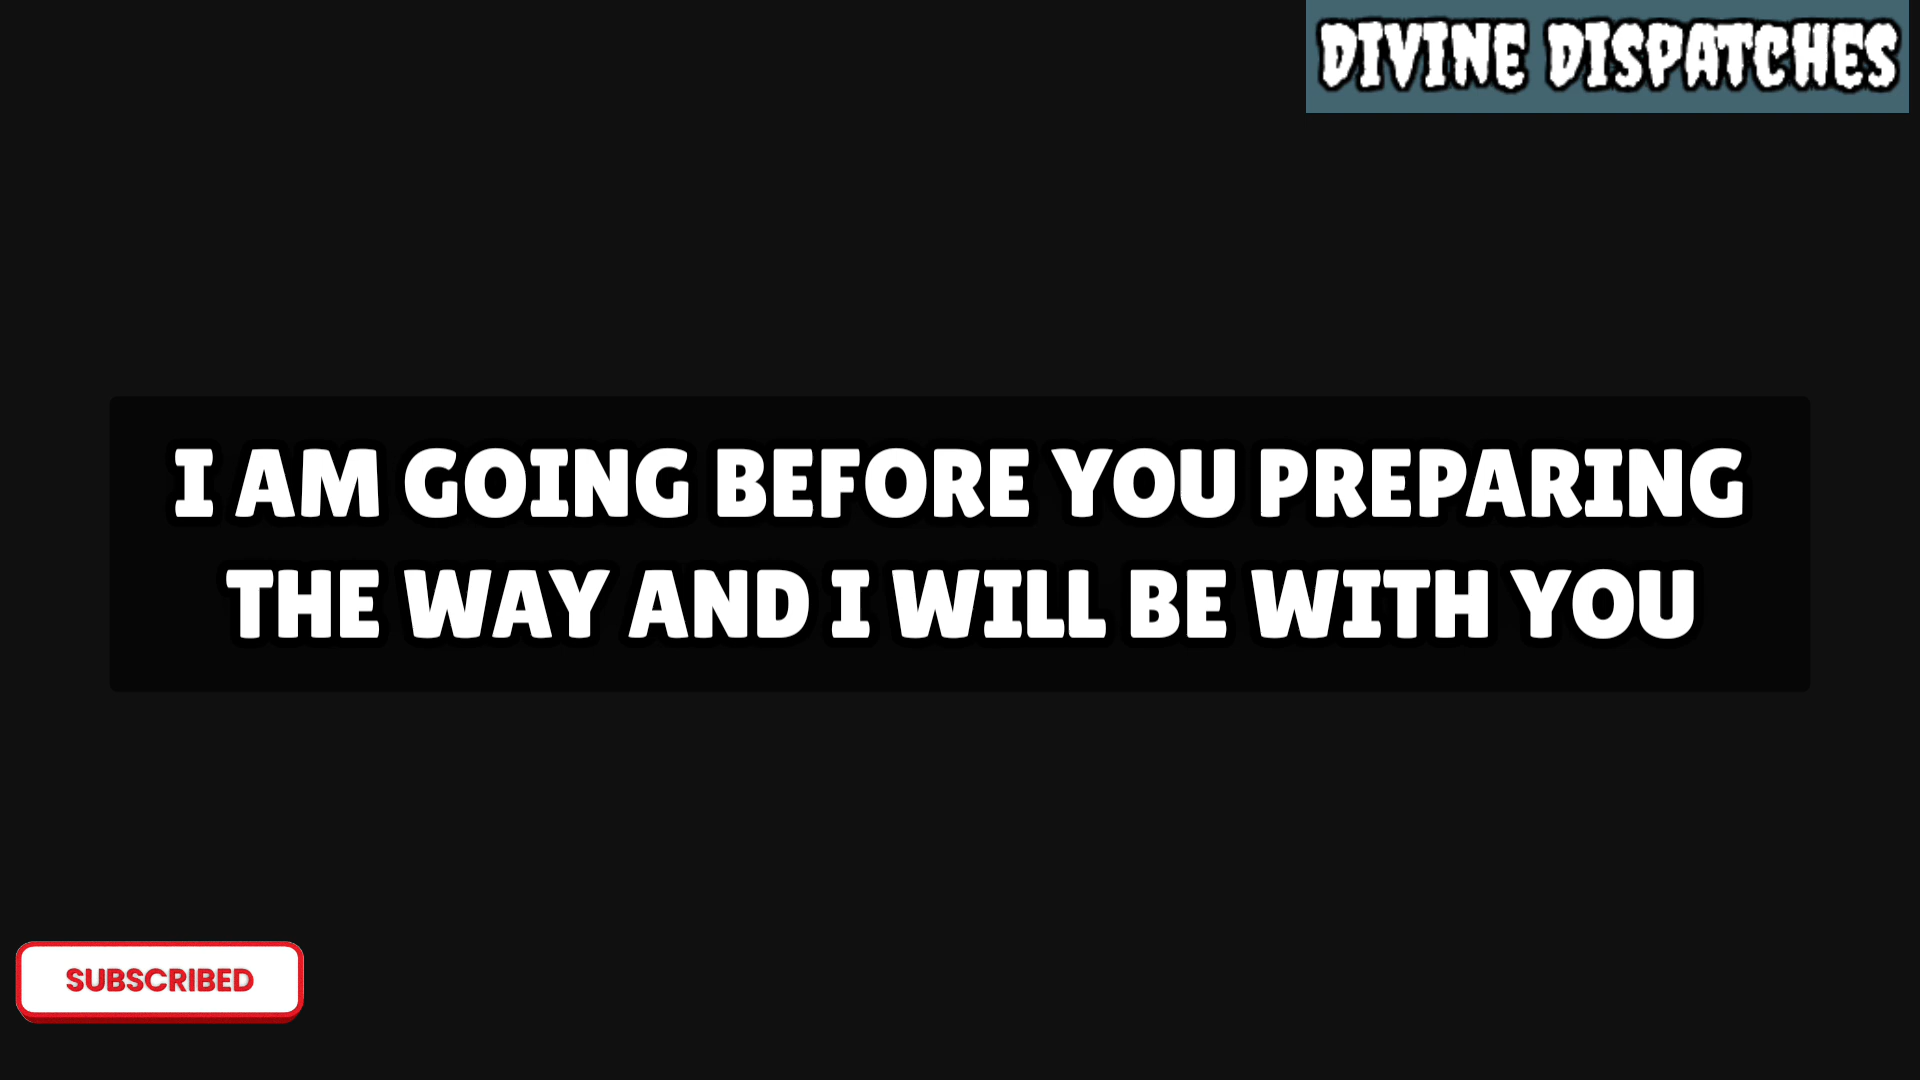 DIVINE DISPATCHES
I AM GOING BEFORE YOU PREPARING
THE WAY AND I WILL BE WITH YOU
SUBSCRIBED